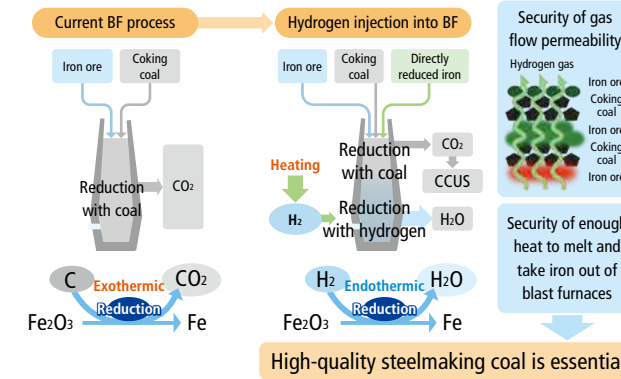 Current BF process
Iron ore
Coking
coal
Reduction
with coal
CO₂
C
Exothermic
CO₂
Reduction
Fe₂O₃
Fe
Hydrogen injection into BF
Iron ore
Coking
coal
Directly
reduced iron
Reduction
with coal
CO₂
CCUS
Heating
H₂
Reduction
with hydrogen
H₂O
H₂
Endothermic
H₂O
Reduction
Fe₂O₃
Fe
Security of gas
flow permeability
Hydrogen gas
Iron ore
Coking
coal
Iron ore
Coking
coal
Iron ore
Security of enough
heat to melt and
take iron out of
blast furnaces
High-quality steelmaking coal is essentia